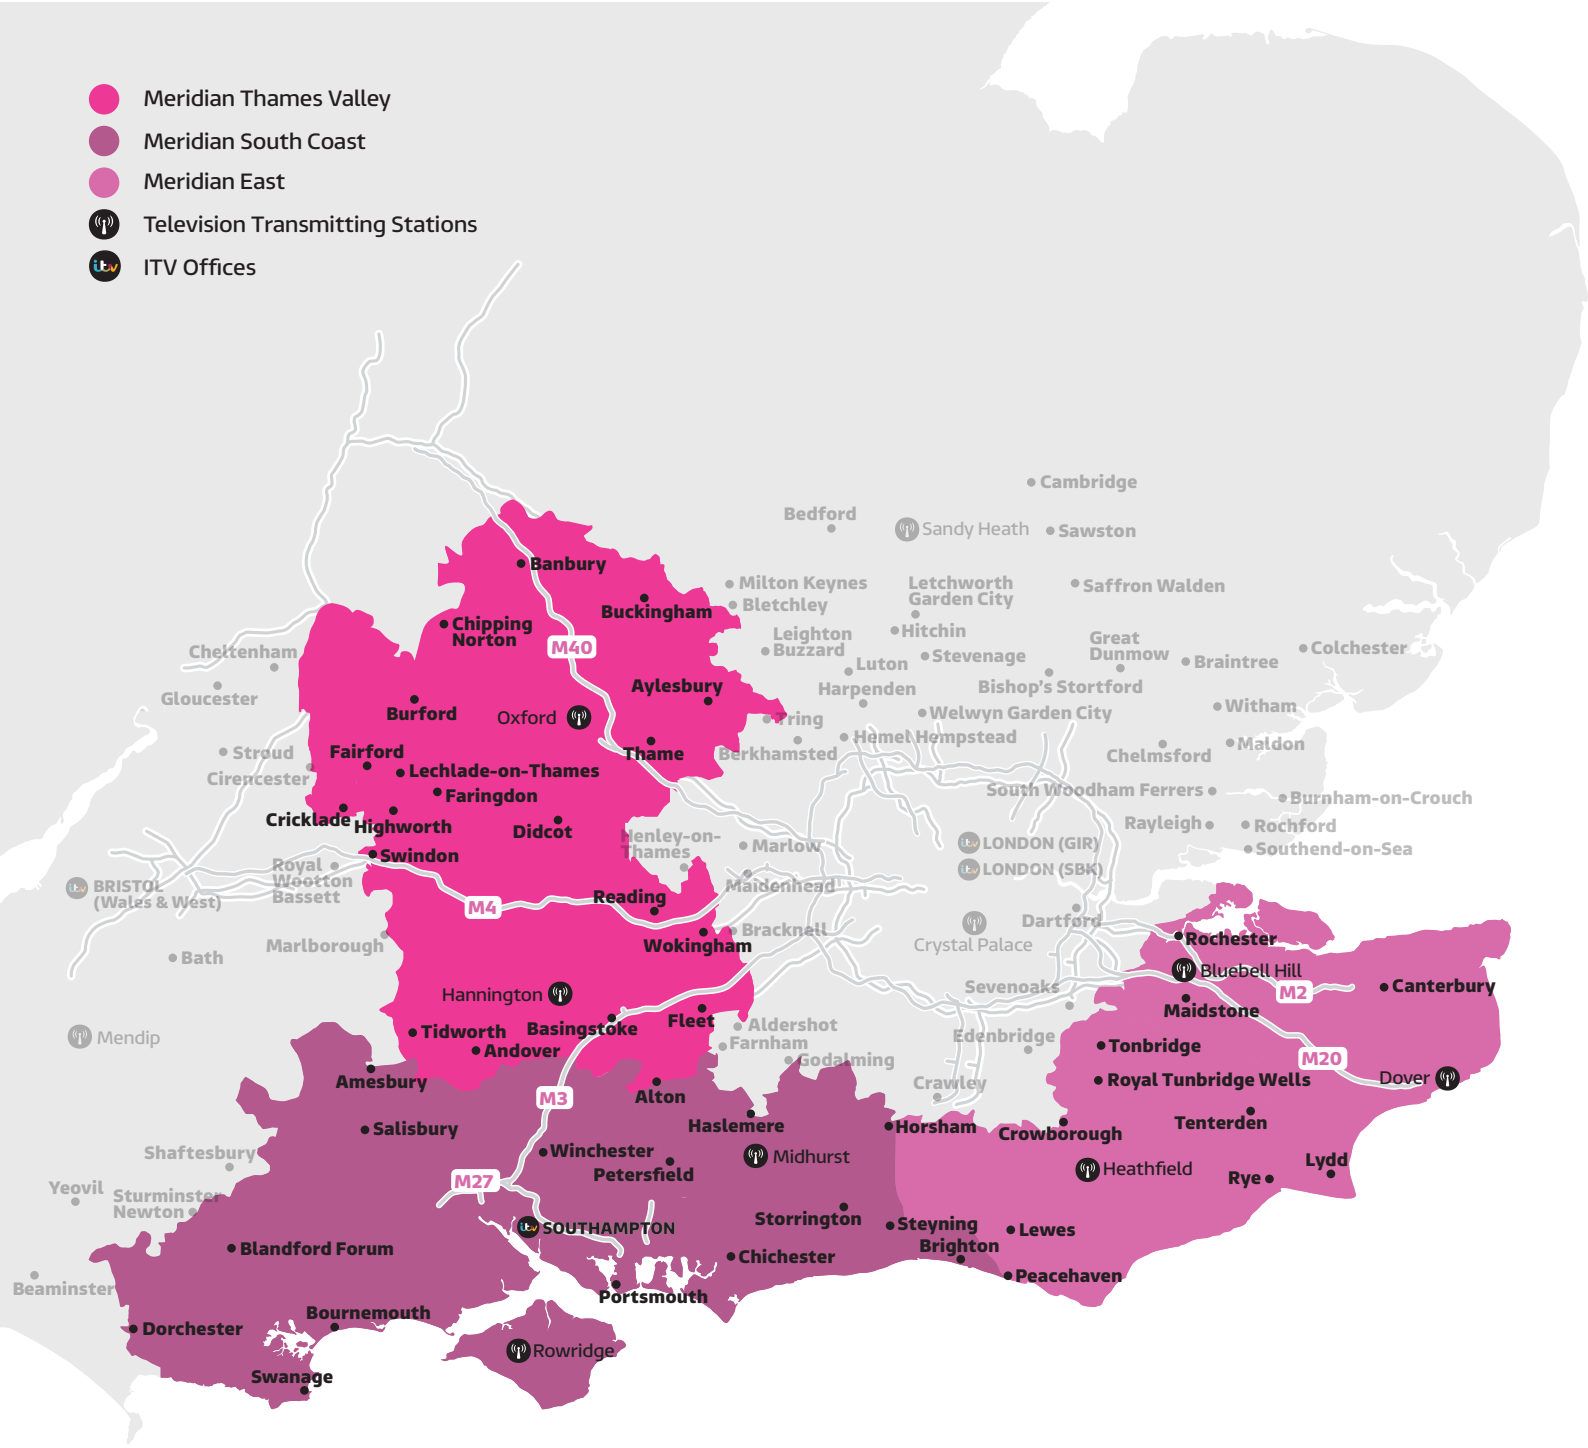 Meridian Thames Valley
Meridian South Coast
Meridian East
Television Transmitting Stations
itv ITV Offices
Cambridge
Bedford
Sandy Heath
Sawston
Banbury
Milton Keynes
Letchworth
Garden City
Saffron Walden
Buckingham
Bletchley
Chipping
Norton
Hitchin
Leighton
Buzzard
Great
Dunmow
M40
Cheltenham
Luton
Stevenage
Braintree
Colchester
Gloucester
Aylesbury
Harpenden
Bishop's Stortford
Burford
Oxford
Tring
Welwyn Garden City
Witham
Stroud
Fairford
Thame
Berkhamsted
Hemel Hempstead
Chelmsford
Maldon
Cirencester
Lechlade-on-Thames
Faringdon
South Woodham Ferrers
Burnham-on-Crouch
Cricklade
Highworth
Didcot
Rayleigh
Rochford
Henley-on-
Thames
Marlow
itv LONDON (GIR)
Southend-on-Sea
Swindon
Royal
Wootton
Bassett
itv LONDON (SBK)
itv BRISTOL
(Wales & West)
Maidenhead
Reading
M4
Dartford
Marlborough
Wokingham
Bracknell
Crystal Palace
Rochester
Bath
Bluebell Hill
Hannington
Sevenoaks
M2
Canterbury
Maidstone
Mendip
Tidworth
Basingstoke
Fleet
Aldershot
Farnham
Edenbridge
Tonbridge
Andover
Godalming
M20
Amesbury
Crawley
Royal Tunbridge Wells
Dover
M3
Alton
Salisbury
Haslemere
Horsham
Crowborough
Tenterden
Shaftesbury
Winchester
Petersfield
Midhurst
Heathfield
Lydd
Yeovil
Sturminster
Newton
M27
Rye
itv SOUTHAMPTON
Storrington
Steyning
Lewes
Blandford Forum
Chichester
Brighton
Beaminster
Portsmouth
Peacehaven
Dorchester
Bournemouth
Rowridge
Swanage